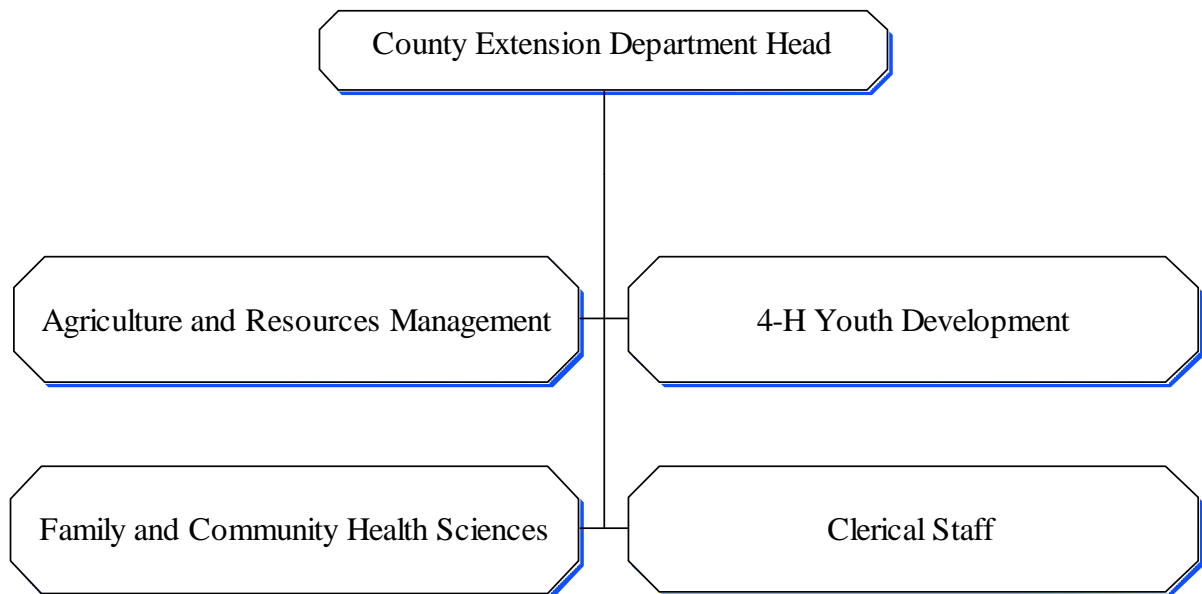 County Extension Department Head
Agriculture and Resources Management
4-H Youth Development
Family and Community Health Sciences
Clerical Staff